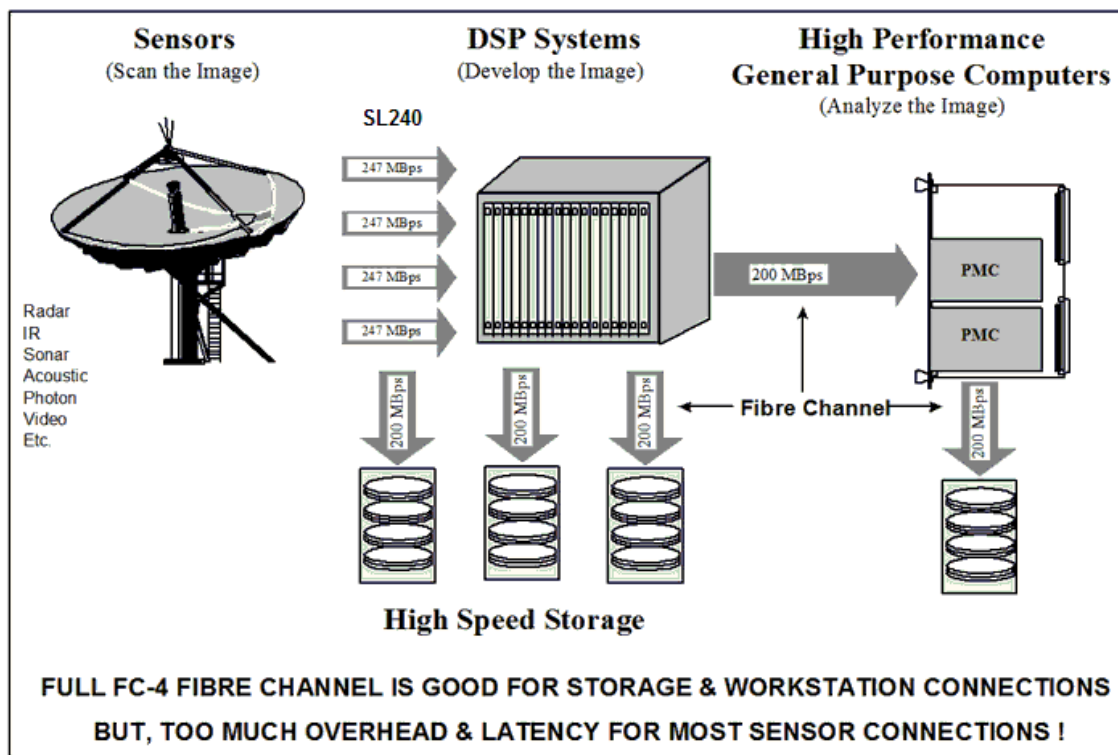 Sensors
(Scan the Image)
DSP Systems
(Develop the Image)
High Performance
General Purpose Computers
(Analyze the Image)
SL240
247 MBps
247 MBps
247 MBps
247 MBps
200 MBps
PMC
PMC
Radar
IR
Sonar
Acoustic
Photon
Video
Etc.
200 MBps
200 MBps
200 MBps
Fibre Channel
200 MBps
High Speed Storage
FULL FC-4 FIBRE CHANNEL IS GOOD FOR STORAGE & WORKSTATION CONNECTIONS
BUT, TOO MUCH OVERHEAD & LATENCY FOR MOST SENSOR CONNECTIONS !